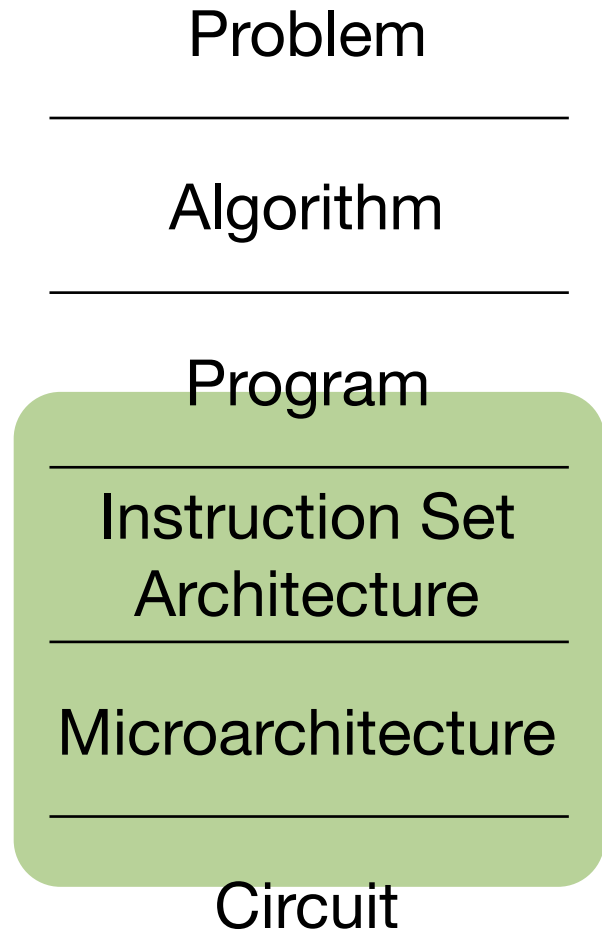 Problem
Algorithm
Program
Instruction Set
Architecture
Microarchitecture
Circuit